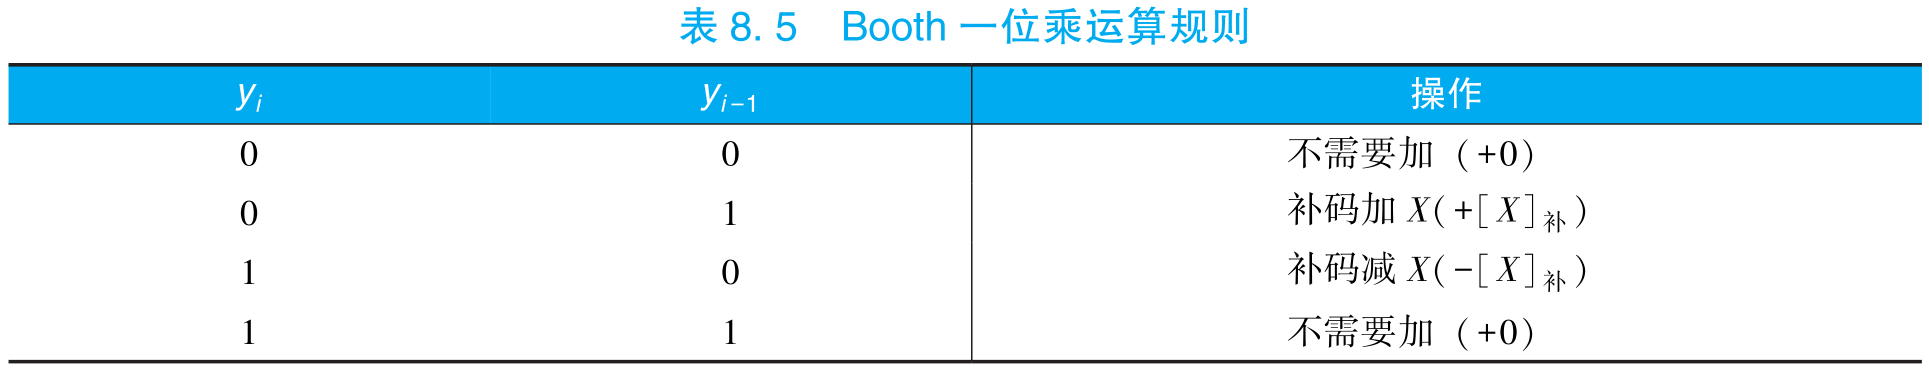 表 8. 5 Booth 一位乘运算规则
y_i y_{i-1} 操作
0 0 不需要加 (+0)
0 1 补码加 X(+[X]补)
1 0 补码减 X(-[X]补)
1 1 不需要加 (+0)